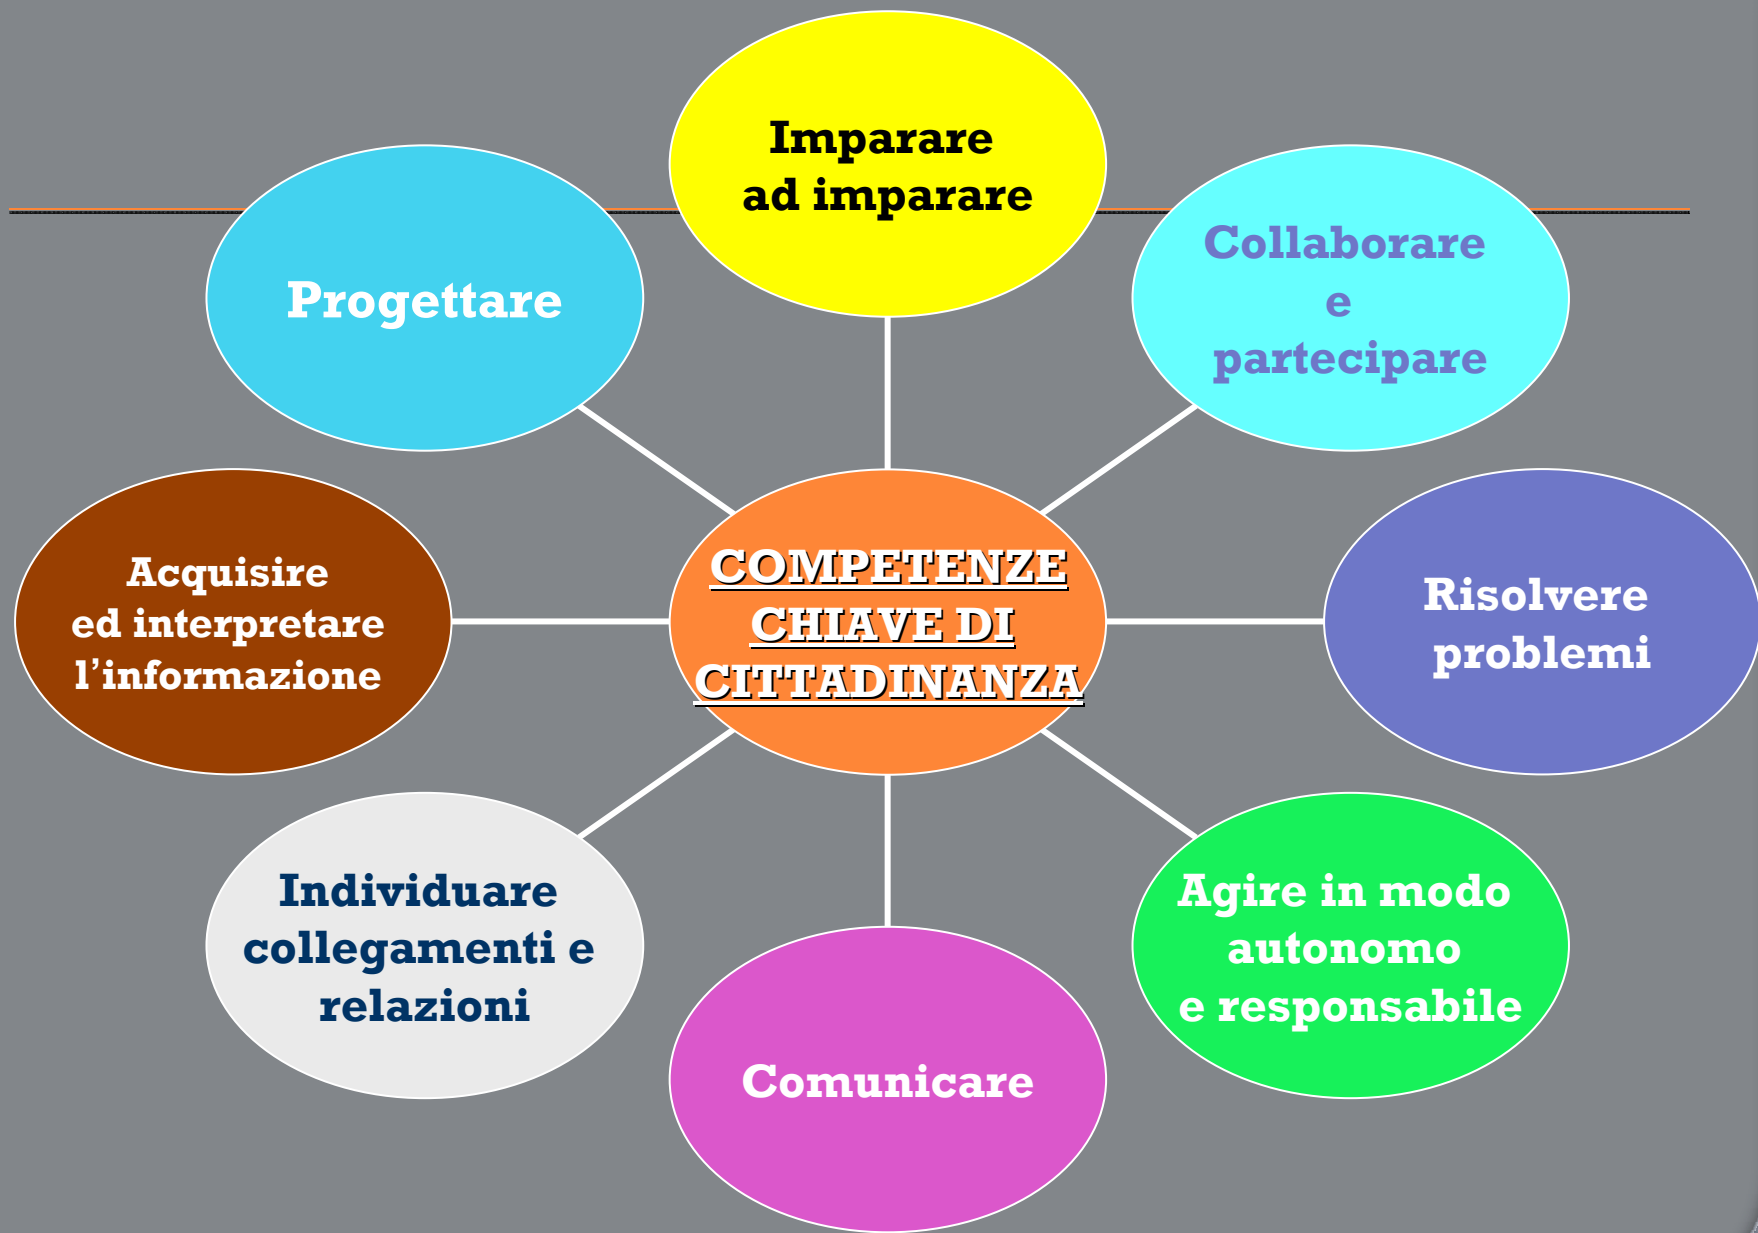 Imparare
ad imparare
Collaborare
e
partecipare
Progettare
COMPETENZE
CHIAVE DI
CITTADINANZA
Acquisire
ed interpretare
l’informazione
Risolvere
problemi
Individuare
collegamenti e
relazioni
Agire in modo
autonomo
e responsabile
Comunicare